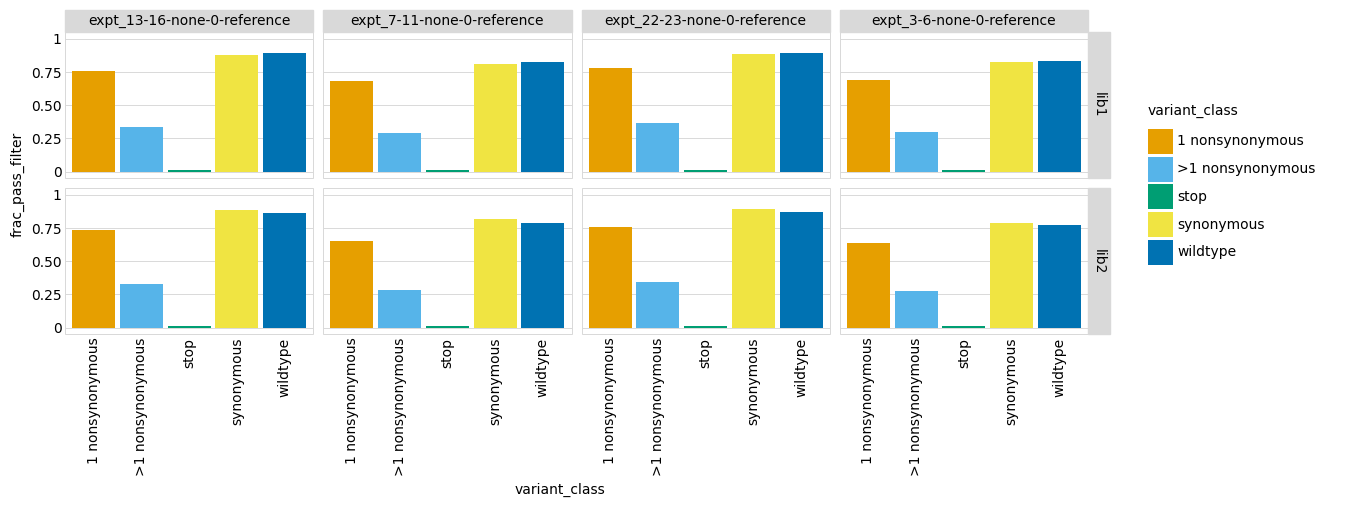 expt_13-16-none-0-reference
expt_7-11-none-0-reference
expt_22-23-none-0-reference
expt_3-6-none-0-reference
frac_pass_filter
1
0.75
0.50
0.25
0
lib1
1
0.75
0.50
0.25
0
lib2
1 nonsynonymous
>1 nonsynonymous
stop
synonymous
wildtype
1 nonsynonymous
>1 nonsynonymous
stop
synonymous
wildtype
1 nonsynonymous
>1 nonsynonymous
stop
synonymous
wildtype
1 nonsynonymous
>1 nonsynonymous
stop
synonymous
wildtype
variant_class
variant_class
1 nonsynonymous
>1 nonsynonymous
stop
synonymous
wildtype